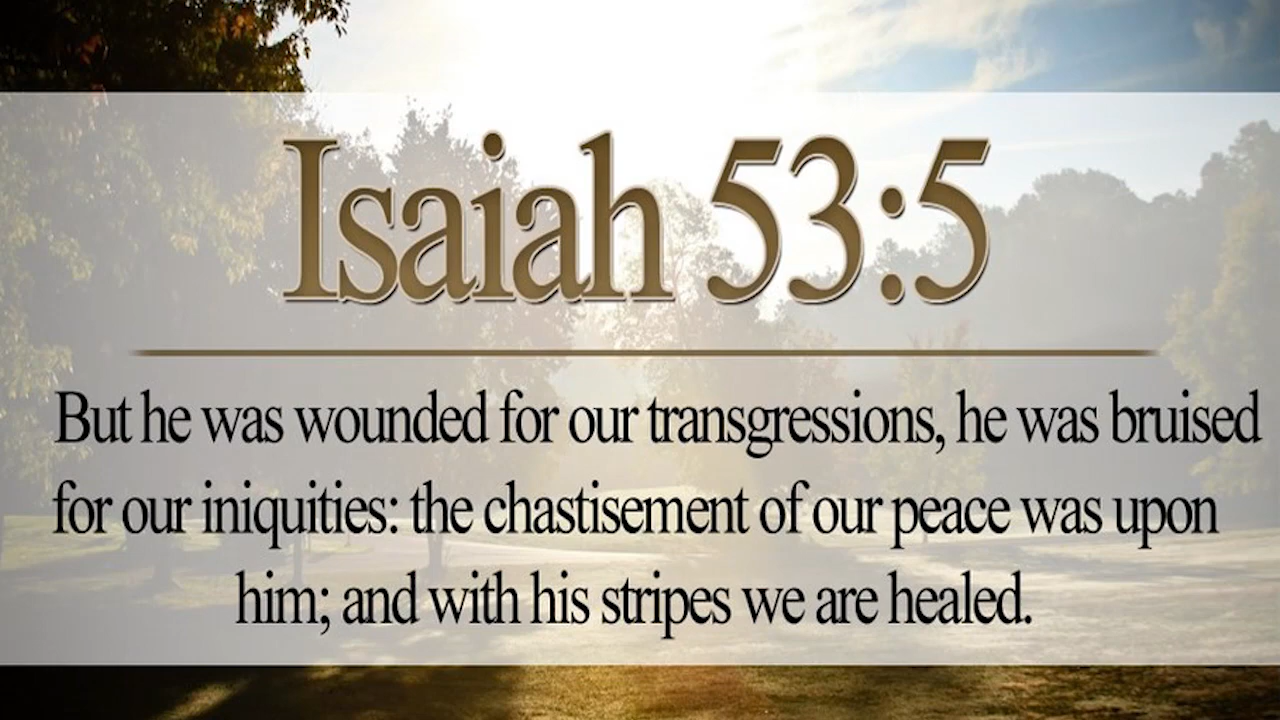 Isaiah 53:5
But he was wounded for our transgressions, he was bruised
for our iniquities: the chastisement of our peace was upon
him; and with his stripes we are healed.